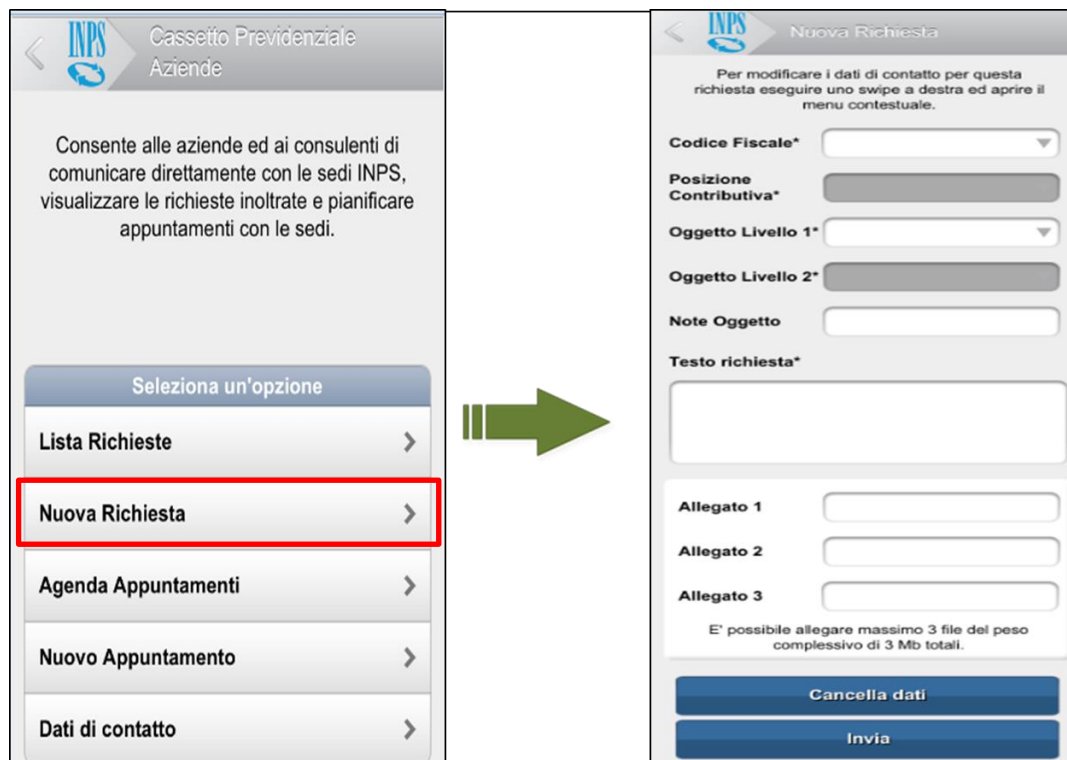 INPS
Cassetto Previdenziale
Aziende
Consente alle aziende ed ai consulenti di
comunicare direttamente con le sedi INPS,
visualizzare le richieste inoltrate e pianificare
appuntamenti con le sedi.
Seleziona un'opzione
Lista Richieste
Nuova Richiesta
Agenda Appuntamenti
Nuovo Appuntamento
Dati di contatto
INPS
Nuova Richiesta
Per modificare i dati di contatto per questa
richiesta eseguire uno swipe a destra ed aprire il
menu contestuale.
Codice Fiscale*
Posizione
Contributiva*
Oggetto Livello 1*
Oggetto Livello 2*
Note Oggetto
Testo richiesta*
Allegato 1
Allegato 2
Allegato 3
E' possibile allegare massimo 3 file del peso
complessivo di 3 Mb totali.
Cancella dati
Invia